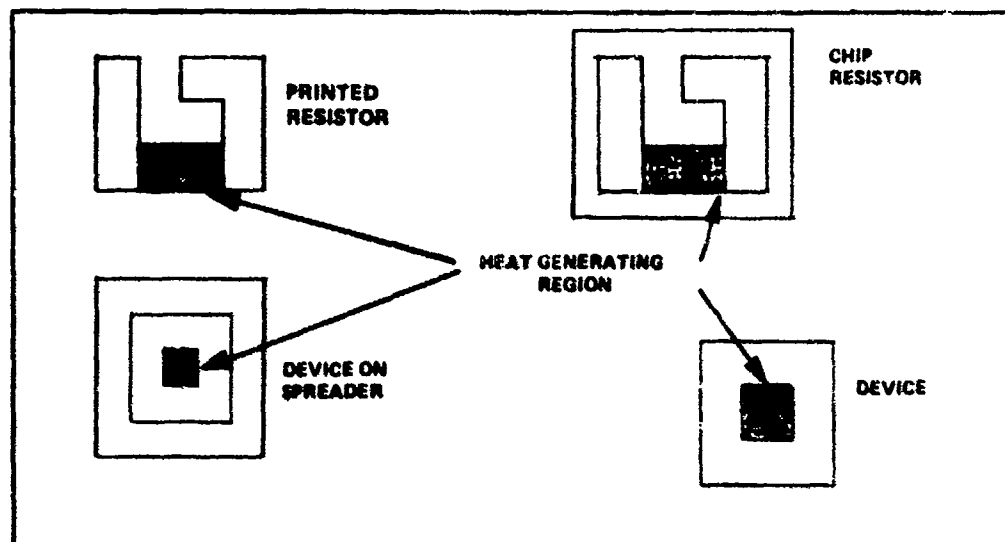 PRINTED
RESISTOR
CHIP
RESISTOR
HEAT GENERATING
REGION
DEVICE ON
SPREADER
DEVICE